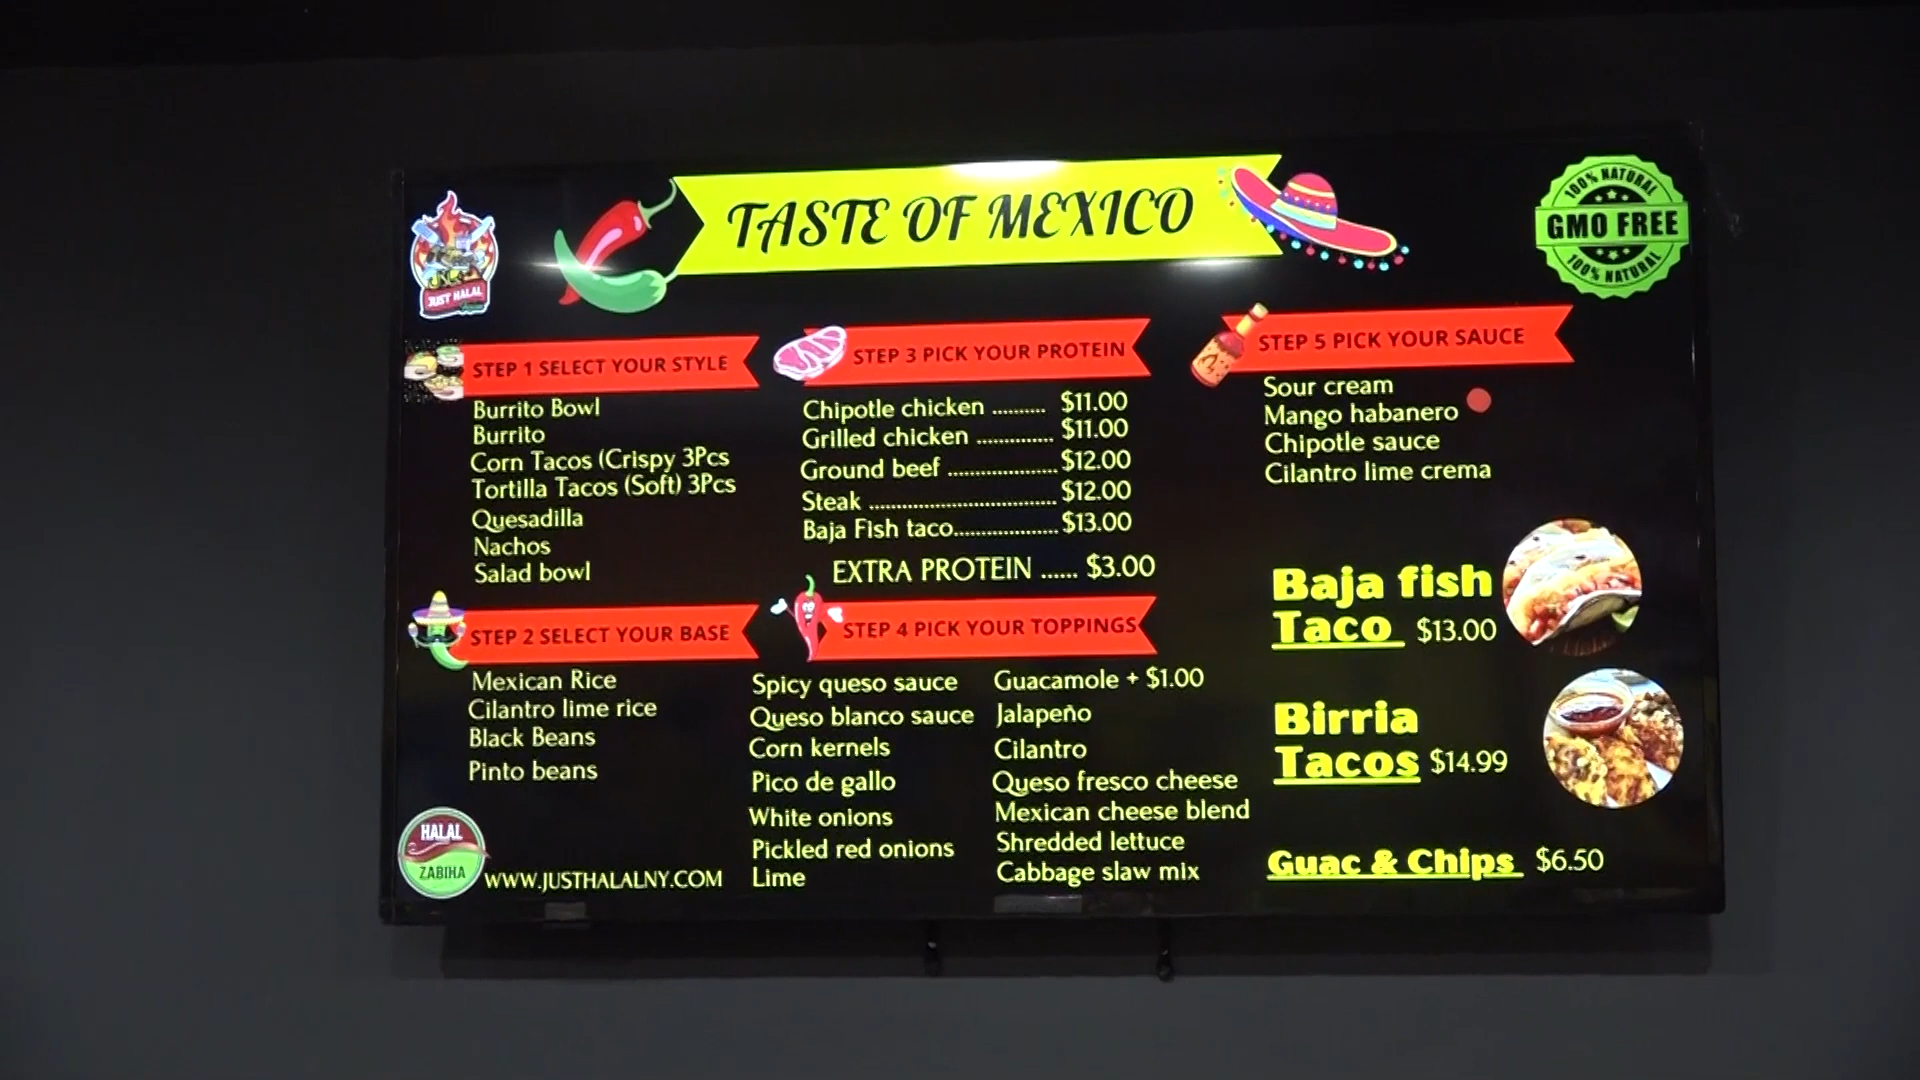 TASTE OF MEXICO
JUST HALAL
100% NATURAL
GMO FREE
100% NATURAL
STEP 1 SELECT YOUR STYLE
Burrito Bowl
Burrito
Corn Tacos (Crispy 3Pcs
Tortilla Tacos (Soft) 3Pcs
Quesadilla
Nachos
Salad bowl
STEP 2 SELECT YOUR BASE
Mexican Rice
Cilantro lime rice
Black Beans
Pinto beans
HALAL
ZABIHA
WWW.JUSTHALALNY.COM
STEP 3 PICK YOUR PROTEIN
Chipotle chicken .......... $11.00
Grilled chicken .............. $11.00
Ground beef .................... $12.00
Steak .................................. $12.00
Baja Fish taco................... $13.00
EXTRA PROTEIN ...... $3.00
STEP 4 PICK YOUR TOPPINGS
Spicy queso sauce
Queso blanco sauce
Corn kernels
Pico de gallo
White onions
Pickled red onions
Lime
Guacamole + $1.00
Jalapeño
Cilantro
Queso fresco cheese
Mexican cheese blend
Shredded lettuce
Cabbage slaw mix
STEP 5 PICK YOUR SAUCE
Sour cream
Mango habanero
Chipotle sauce
Cilantro lime crema
Baja fish
Taco $13.00
Birria
Tacos $14.99
Guac & Chips $6.50